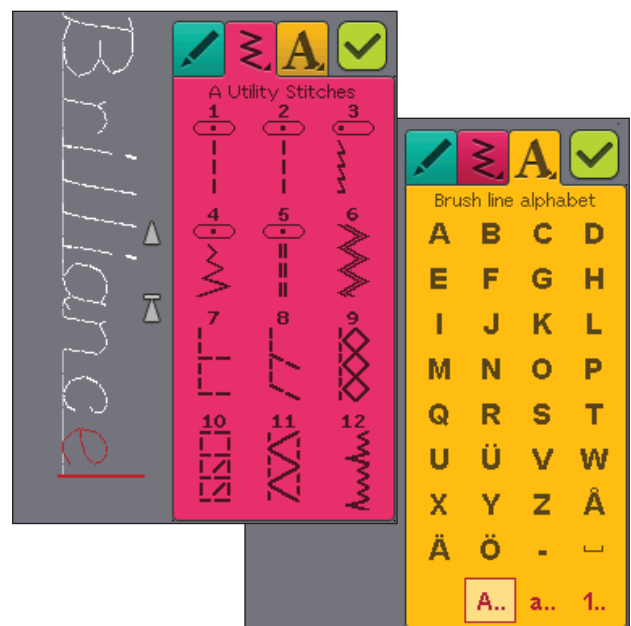 Brilliance
A
A Utility Stitches
1 2 3
4 5 6
7 8 9
10 11 12
A
Brush line alphabet
A B C D
E F G H
I J K L
M N O P
Q R S T
U Ü V W
X Y Z Å
Ä Ö -
A.. a.. 1..